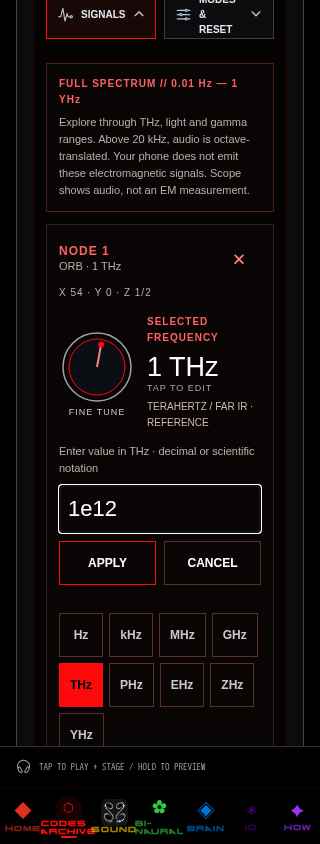 SIGNALS
MODES
&
RESET
FULL SPECTRUM // 0.01 Hz — 1
YHz
Explore through THz, light and gamma
ranges. Above 20 kHz, audio is octave-
translated. Your phone does not emit
these electromagnetic signals. Scope
shows audio, not an EM measurement.
NODE 1
ORB · 1 THz
×
X 54 · Y 0 · Z 1/2
SELECTED
FREQUENCY
1 THz
TAP TO EDIT
TERAHERTZ / FAR IR ·
REFERENCE
FINE TUNE
Enter value in THz · decimal or scientific
notation
1e12
APPLY
CANCEL
Hz
kHz
MHz
GHz
THz
PHz
EHz
ZHz
YHz
TAP TO PLAY + STAGE / HOLD TO PREVIEW
HOME
CODES
ARCHIVE
SOUND
BI-
NAURAL
BRAIN
IO
HOW